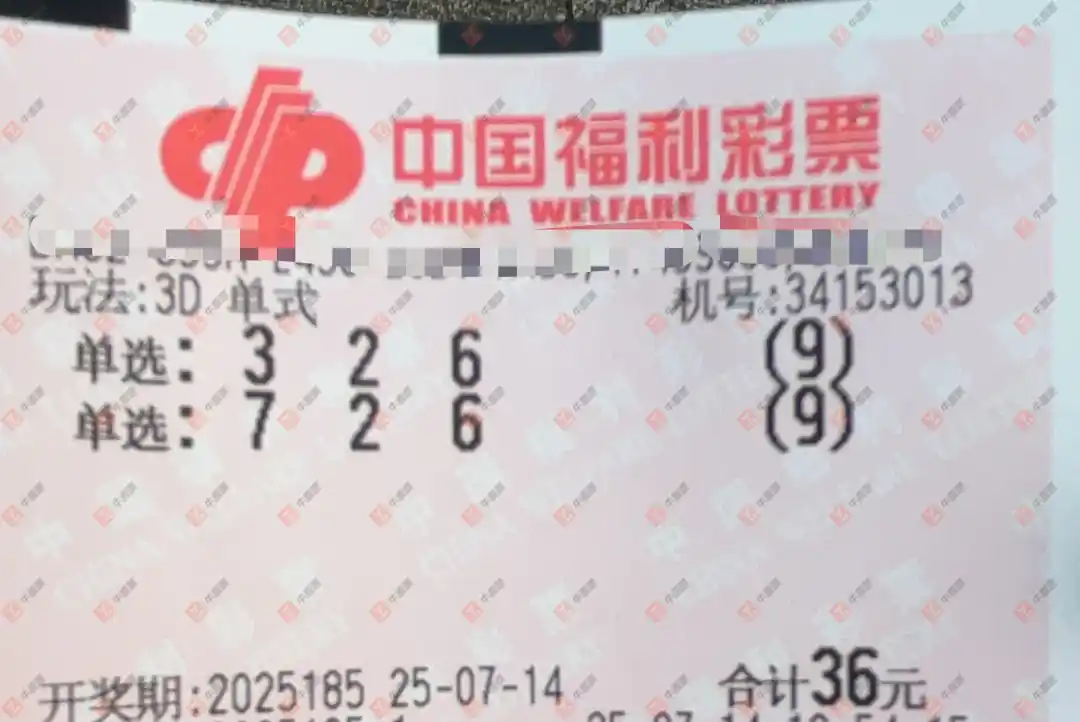 中国福利彩票
CHINA WELFARE LOTTERY
玩法:3D 单式 机号:34153013
单选: 3 2 6 (9)
单选: 7 2 6 (9)
开奖期:2025185 25-07-14 合计36元